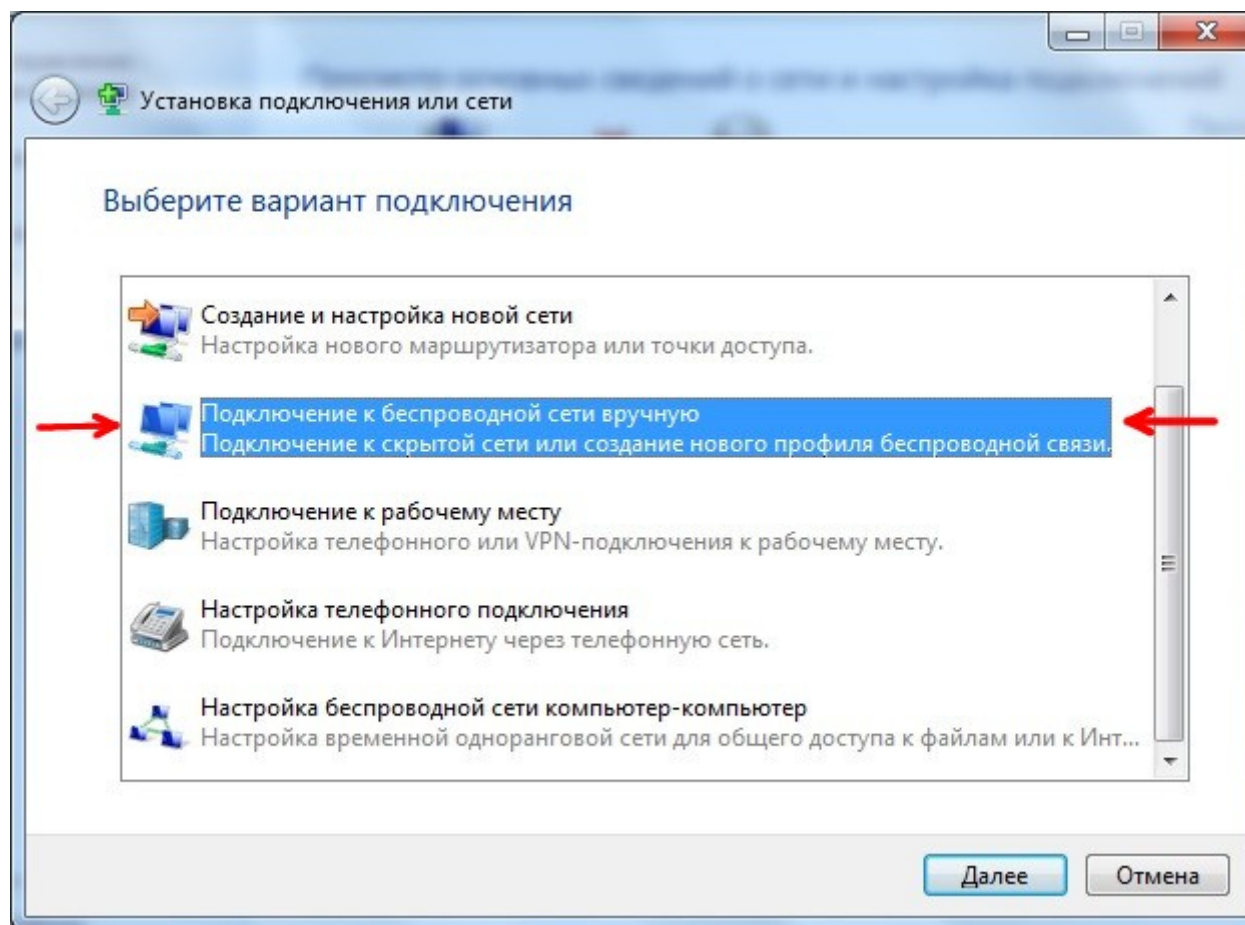 Установка подключения или сети
Выберите вариант подключения
Создание и настройка новой сети
Настройка нового маршрутизатора или точки доступа.
Подключение к беспроводной сети вручную
Подключение к скрытой сети или создание нового профиля беспроводной связи.
Подключение к рабочему месту
Настройка телефонного или VPN-подключения к рабочему месту.
Настройка телефонного подключения
Подключение к Интернету через телефонную сеть.
Настройка беспроводной сети компьютер-компьютер
Настройка временной одноранговой сети для общего доступа к файлам или к Инт...
Далее
Отмена